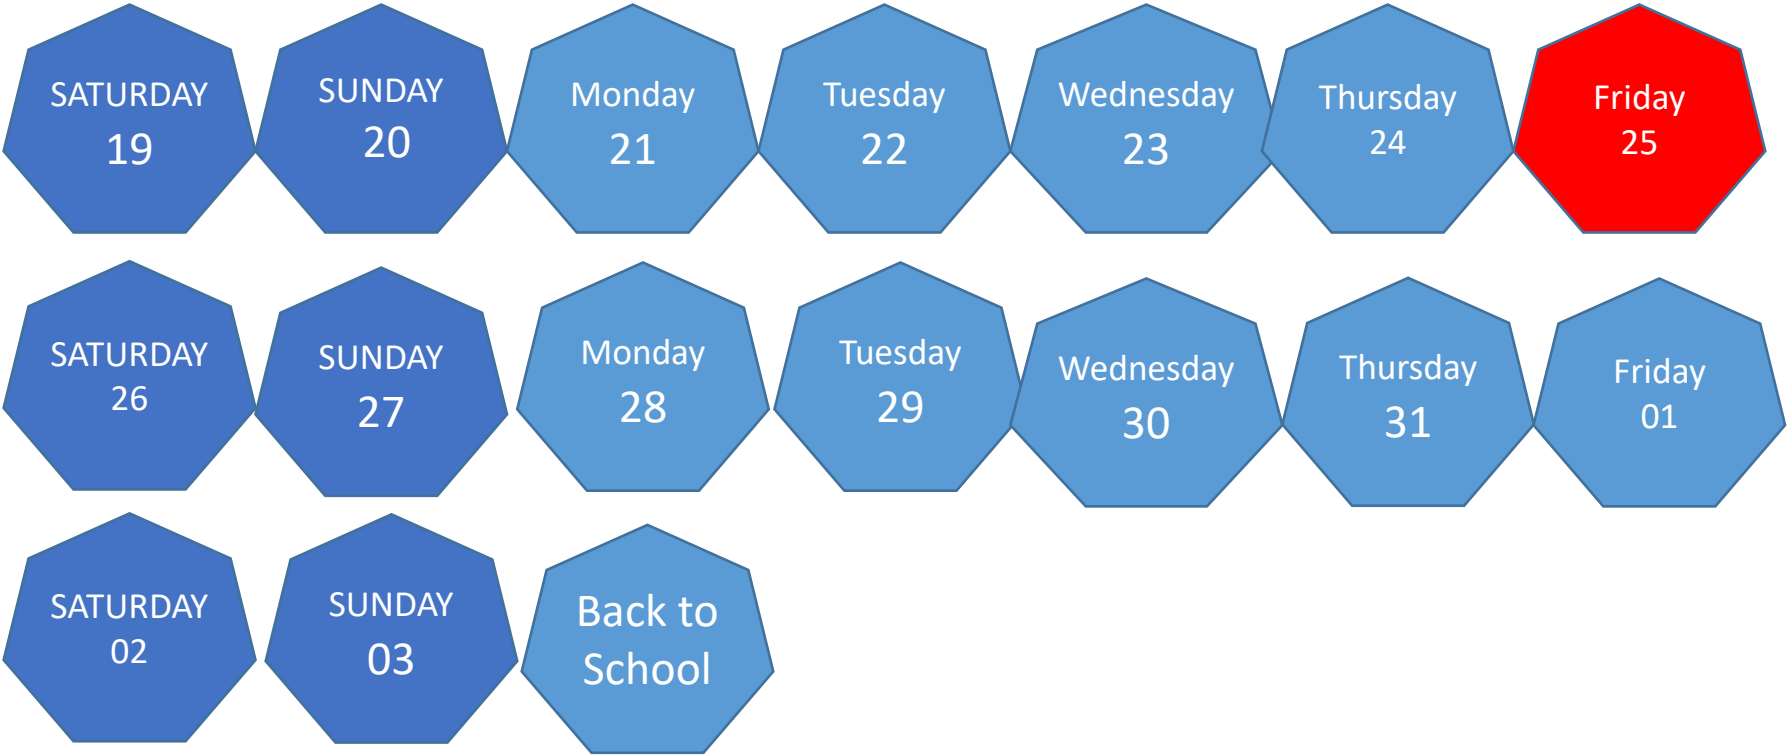 SATURDAY
19
SUNDAY
20
Monday
21
Tuesday
22
Wednesday
23
Thursday
24
Friday
25
SATURDAY
26
SUNDAY
27
Monday
28
Tuesday
29
Wednesday
30
Thursday
31
Friday
01
SATURDAY
02
SUNDAY
03
Back to
School